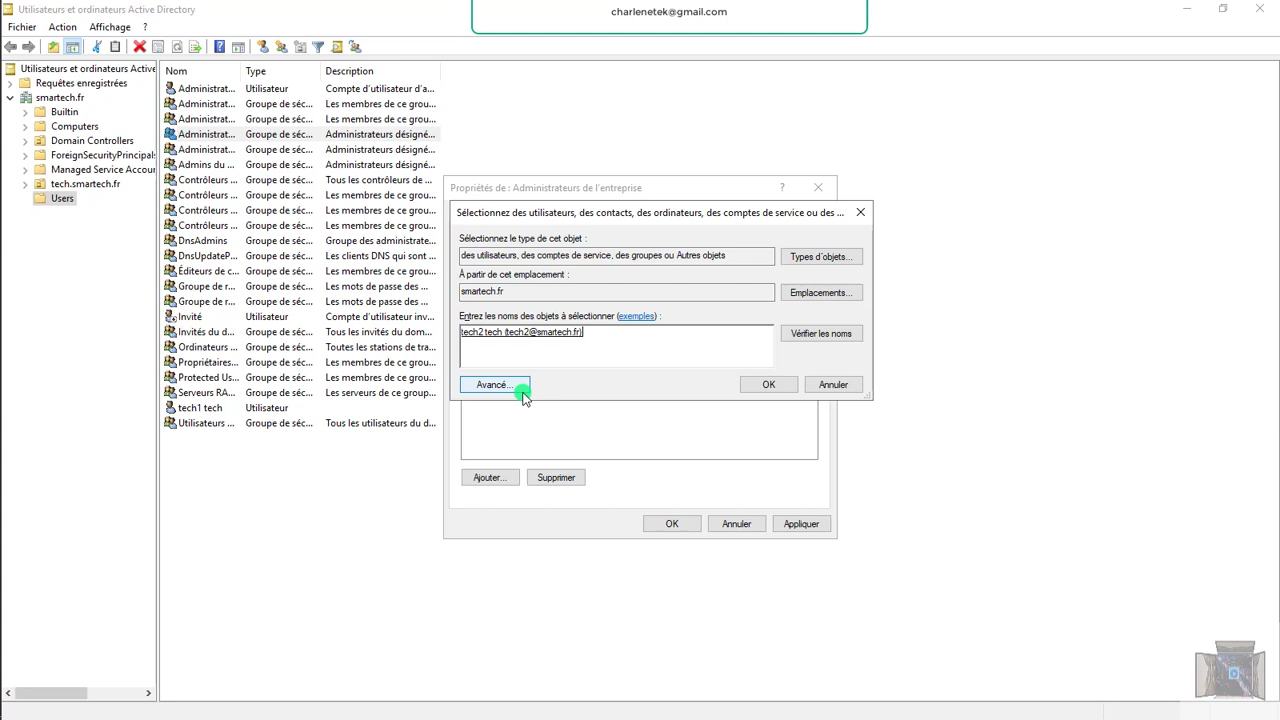 Utilisateurs et ordinateurs Active Directory
charlenetek@gmail.com
Fichier Action Affichage ?
Utilisateurs et ordinateurs Active
Requêtes enregistrées
smartech.fr
Builtin
Computers
Domain Controllers
ForeignSecurityPrincipals
Managed Service Accour
tech.smartech.fr
Users
Nom Type Description
Administrat... Utilisateur Compte d'utilisateur d'a...
Administrat... Groupe de séc... Les membres de ce grou...
Administrat... Groupe de séc... Les membres de ce grou...
Administrat... Groupe de séc... Administrateurs désigné...
Administrat... Groupe de séc... Administrateurs désigné...
Admins du ... Groupe de séc... Administrateurs désigné...
Contrôleurs ... Groupe de séc... Tous les contrôleurs de ...
Contrôleurs ... Groupe de séc... Les membres de ce grou...
Contrôleurs ... Groupe de séc... Les membres de ce grou...
Contrôleurs ... Groupe de séc... Les membres de ce grou...
DnsAdmins Groupe de séc... Groupe des administrate...
DnsUpdateP... Groupe de séc... Les clients DNS qui sont ...
Éditeurs de c... Groupe de séc... Les membres de ce grou...
Groupe de r... Groupe de séc... Les mots de passe des ...
Groupe de r... Groupe de séc... Les mots de passe des ...
Invité Utilisateur Compte d'utilisateur inv...
Invités du d... Groupe de séc... Tous les invités du dom...
Ordinateurs ... Groupe de séc... Toutes les stations de tra...
Propriétaires... Groupe de séc... Les membres de ce grou...
Protected Us... Groupe de séc... Les membres de ce grou...
Serveurs RA... Groupe de séc... Les serveurs de ce group...
tech1 tech Utilisateur
Utilisateurs ... Groupe de séc... Tous les utilisateurs du d...
Propriétés de : Administrateurs de l'entreprise ?
Sélectionnez des utilisateurs, des contacts, des ordinateurs, des comptes de service ou des ...
Sélectionnez le type de cet objet :
des utilisateurs, des comptes de service, des groupes ou Autres objets Types d'objets...
À partir de cet emplacement :
smartech.fr Emplacements...
Entrez les noms des objets à sélectionner (exemples) :
tech2 tech (tech2@smartech.fr) Vérifier les noms
Avancé... OK Annuler
Ajouter... Supprimer
OK Annuler Appliquer